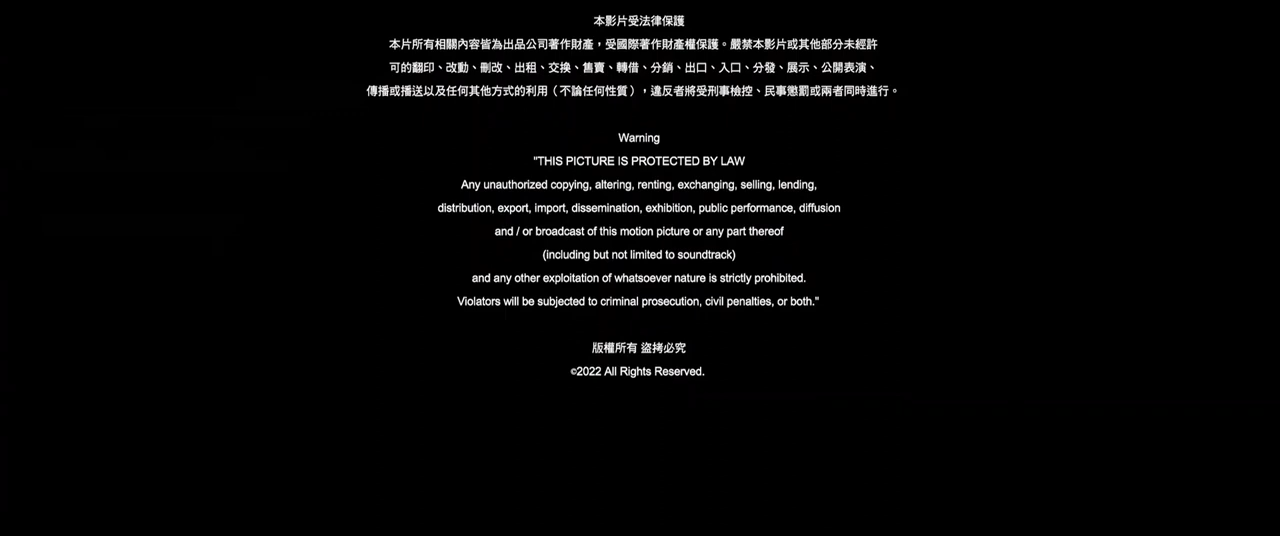 本影片受法律保護
本片所有相關內容皆為出品公司著作財產，受國際著作財產權保護。嚴禁本影片或其他部分未經許
可的翻印、改動、刪改、出租、交換、售賣、轉借、分銷、出口、入口、分發、展示、公開表演、
傳播或播送以及任何其他方式的利用（不論任何性質），違反者將受刑事檢控、民事懲罰或兩者同時進行。
Warning
"THIS PICTURE IS PROTECTED BY LAW
Any unauthorized copying, altering, renting, exchanging, selling, lending,
distribution, export, import, dissemination, exhibition, public performance, diffusion
and / or broadcast of this motion picture or any part thereof
(including but not limited to soundtrack)
and any other exploitation of whatsoever nature is strictly prohibited.
Violators will be subjected to criminal prosecution, civil penalties, or both."
版權所有 盜拷必究
©2022 All Rights Reserved.